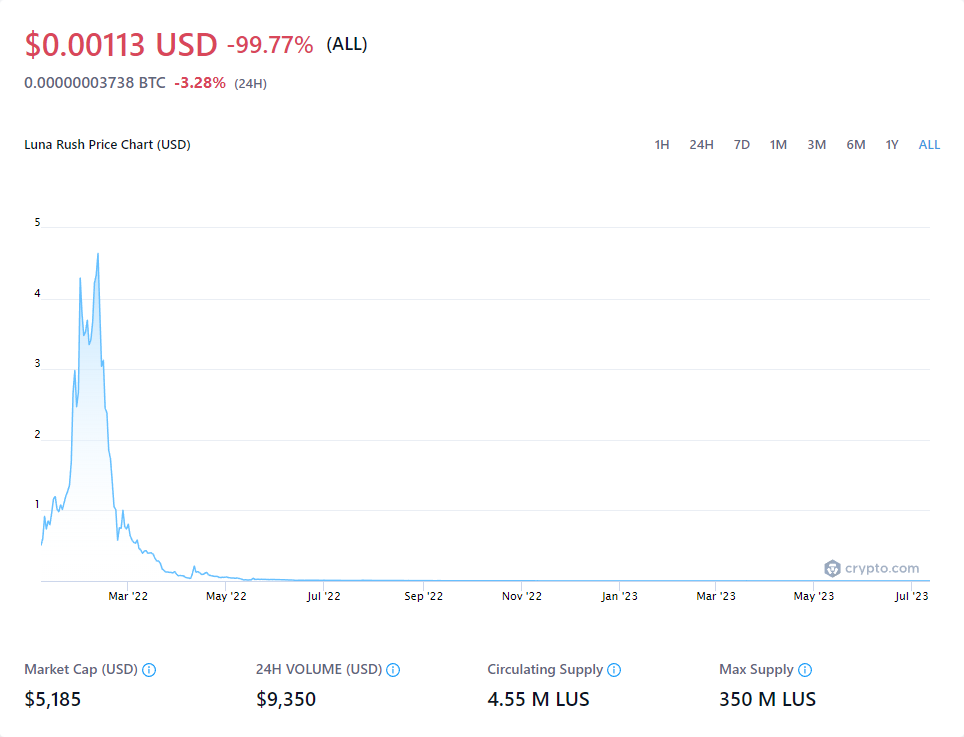 $0.00113 USD -99.77% (ALL)
0.00000003738 BTC -3.28% (24H)
Luna Rush Price Chart (USD) 1H 24H 7D 1M 3M 6M 1Y ALL
5
4
3
2
1
crypto.com
Mar '22 May '22 Jul '22 Sep '22 Nov '22 Jan '23 Mar '23 May '23 Jul '23
Market Cap (USD) 24H VOLUME (USD) Circulating Supply Max Supply
$5,185 $9,350 4.55 M LUS 350 M LUS